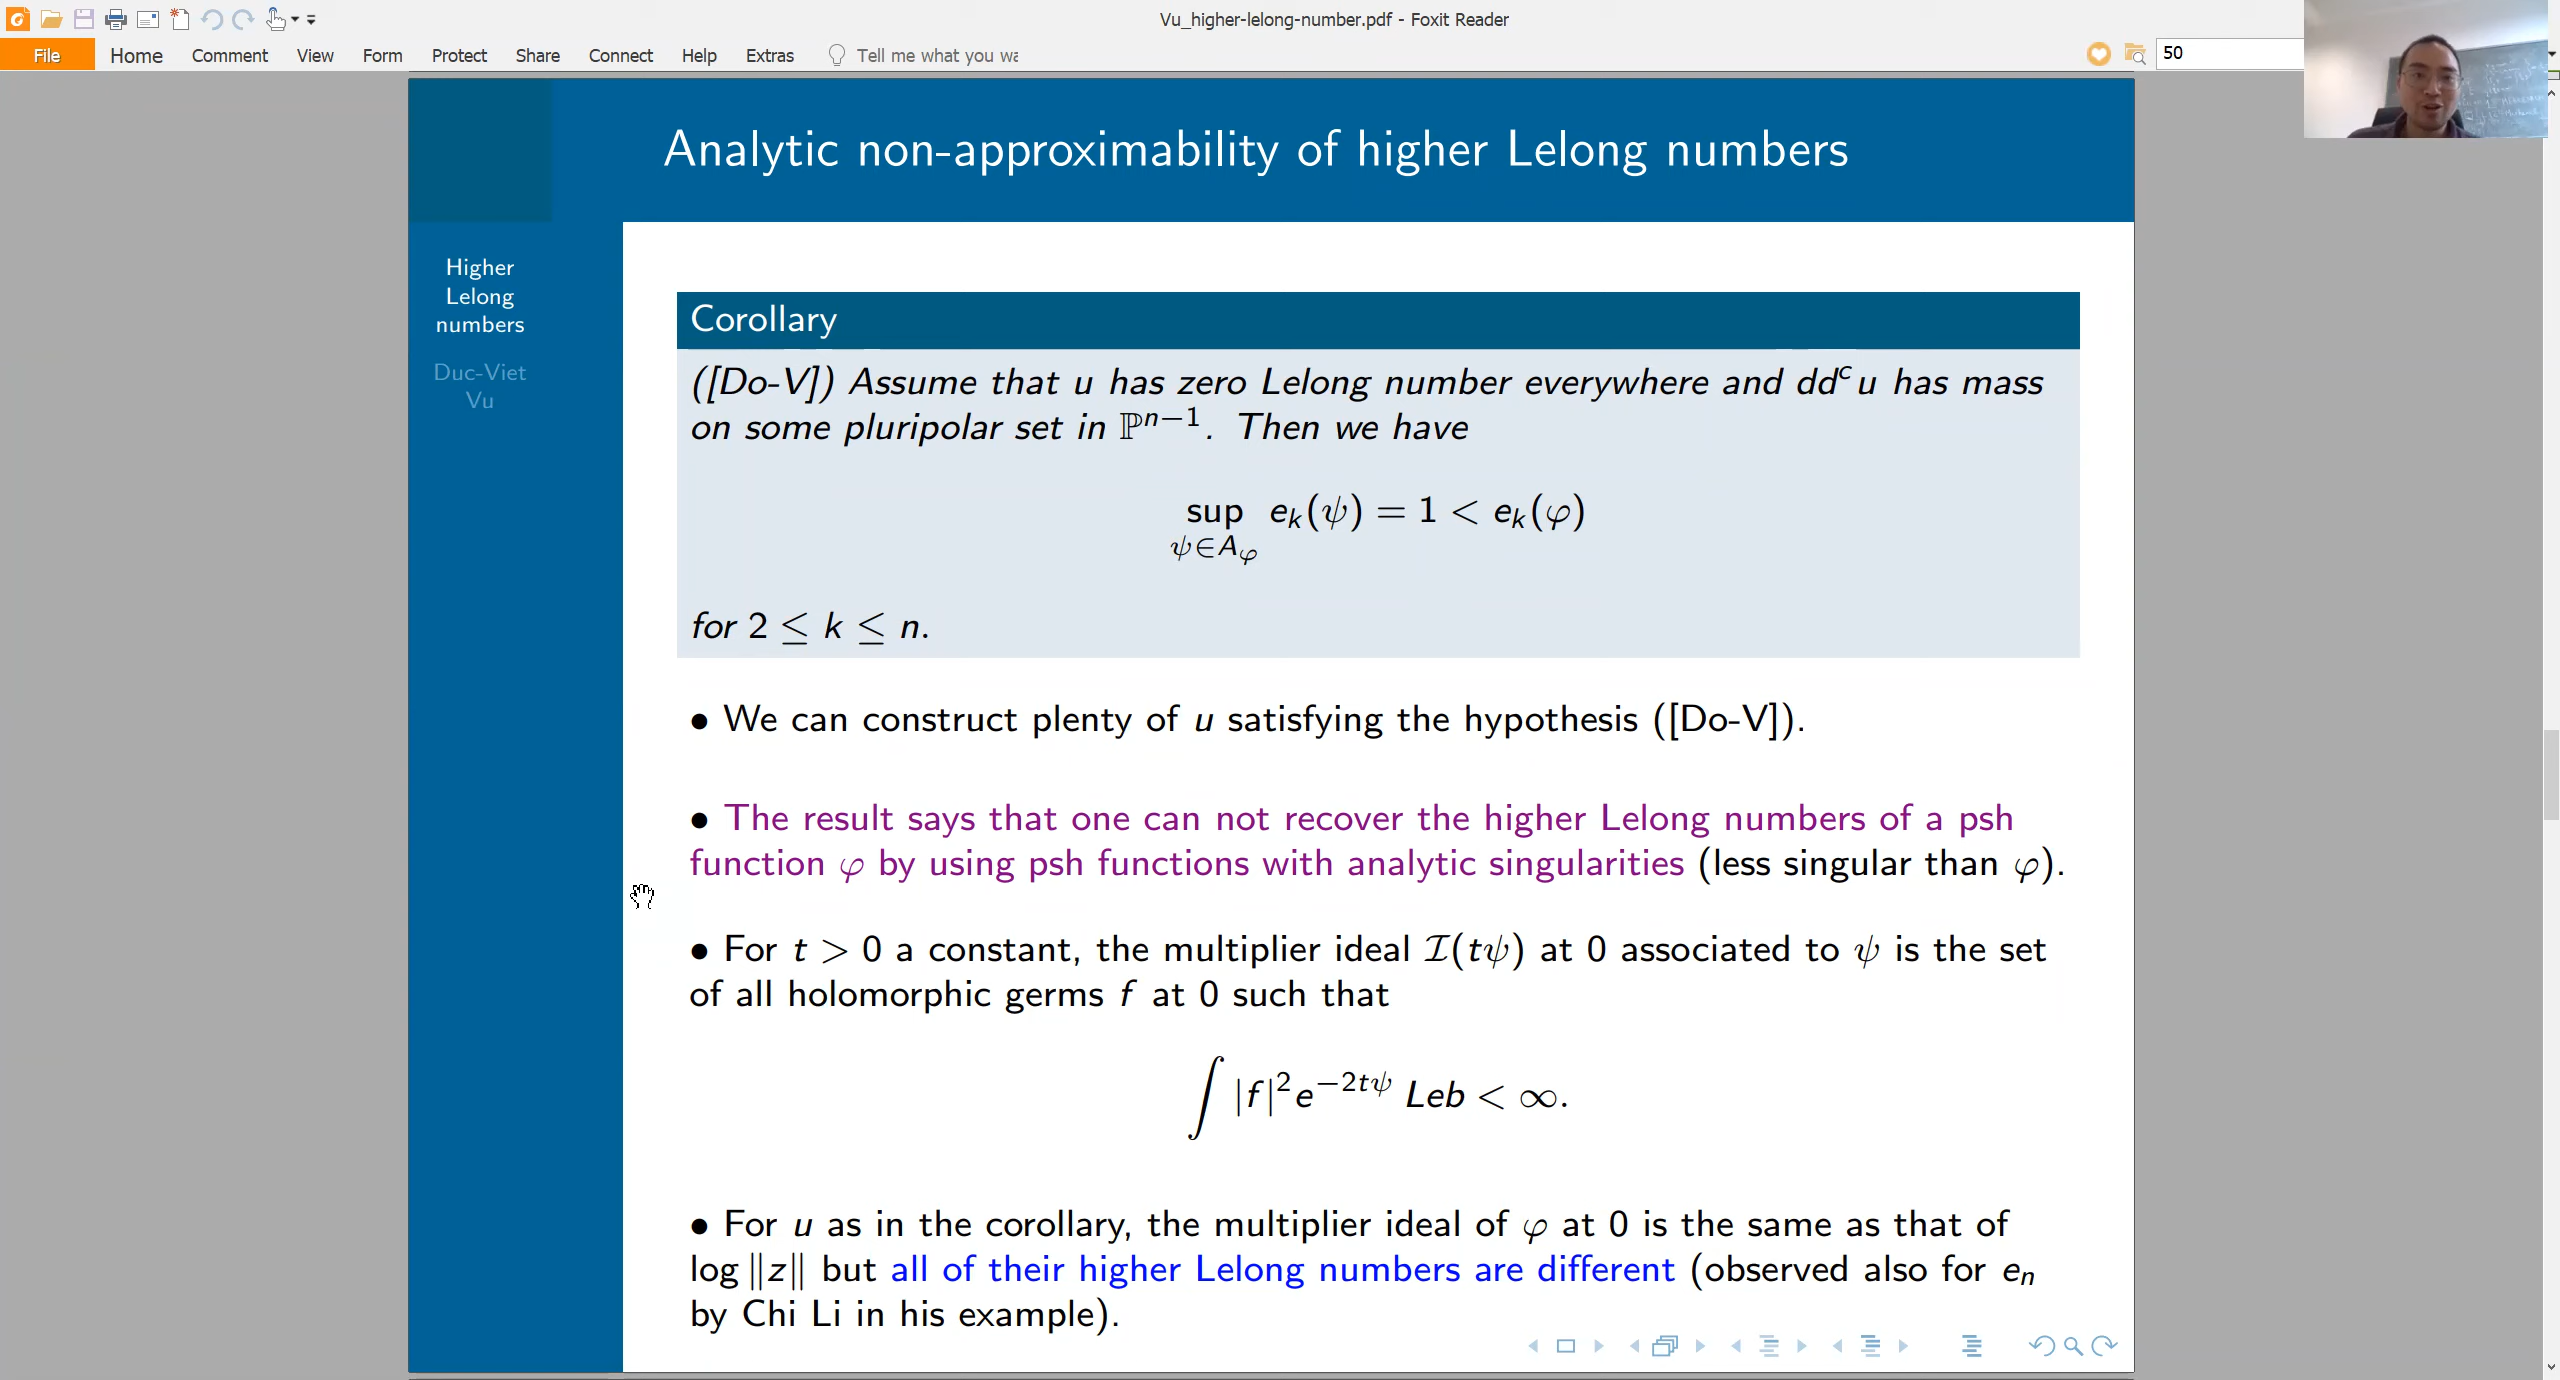 Vu_higher-lelong-number.pdf - Foxit Reader
File Home Comment View Form Protect Share Connect Help Extras Tell me what you wa
50
Analytic non-approximability of higher Lelong numbers
Higher
Lelong
numbers
Duc-Viet
Vu
Corollary
([Do-V]) Assume that u has zero Lelong number everywhere and dd^c u has mass
on some pluripolar set in ℙ^{n−1}. Then we have
sup_{ψ∈A_φ} e_k(ψ) = 1 < e_k(φ)
for 2 ≤ k ≤ n.
• We can construct plenty of u satisfying the hypothesis ([Do-V]).
• The result says that one can not recover the higher Lelong numbers of a psh
function φ by using psh functions with analytic singularities (less singular than φ).
• For t > 0 a constant, the multiplier ideal ℐ(tψ) at 0 associated to ψ is the set
of all holomorphic germs f at 0 such that
∫ |f|² e^{−2tψ} Leb < ∞.
• For u as in the corollary, the multiplier ideal of φ at 0 is the same as that of
log ‖z‖ but all of their higher Lelong numbers are different (observed also for e_n
by Chi Li in his example).